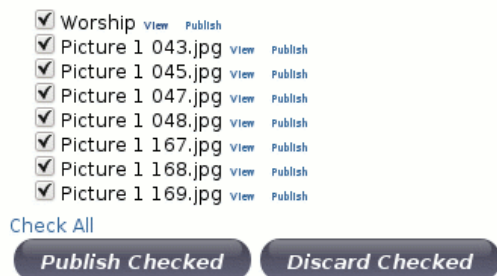 Worship View Publish
Picture 1 043.jpg View Publish
Picture 1 045.jpg View Publish
Picture 1 047.jpg View Publish
Picture 1 048.jpg View Publish
Picture 1 167.jpg View Publish
Picture 1 168.jpg View Publish
Picture 1 169.jpg View Publish
Check All
Publish Checked Discard Checked